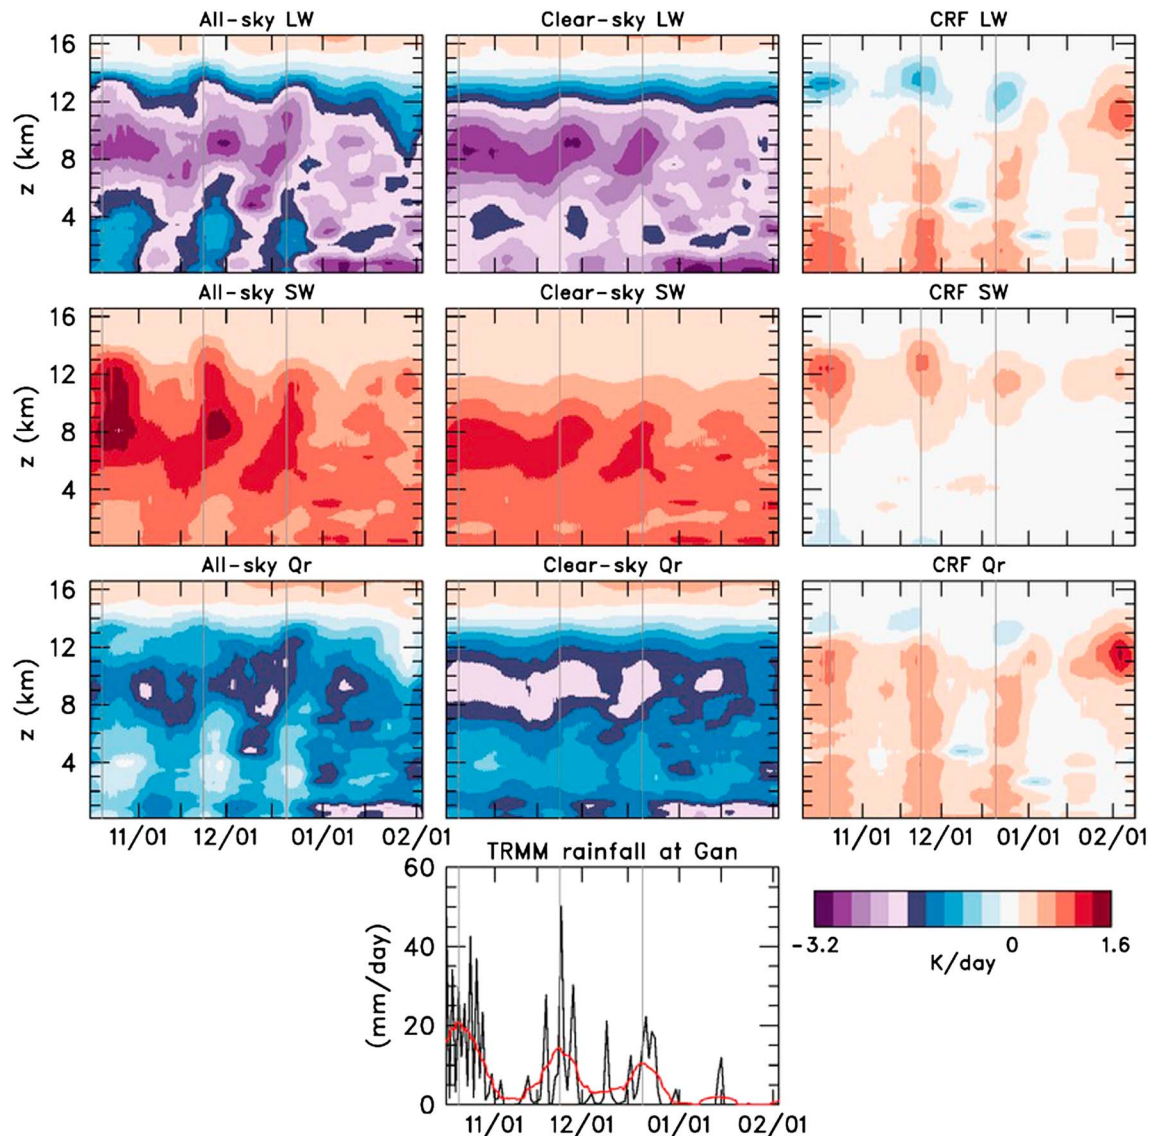 All-sky LW Clear-sky LW CRF LW
16
12
8
4
z (km)
All-sky SW Clear-sky SW CRF SW
16
12
8
4
z (km)
All-sky Qr Clear-sky Qr CRF Qr
16
12
8
4
z (km)
11/01 12/01 01/01 02/01 11/01 12/01 01/01 02/01
TRMM rainfall at Gan
60
40
20
0
(mm/day)
11/01 12/01 01/01 02/01
-3.2 0 1.6
K/day